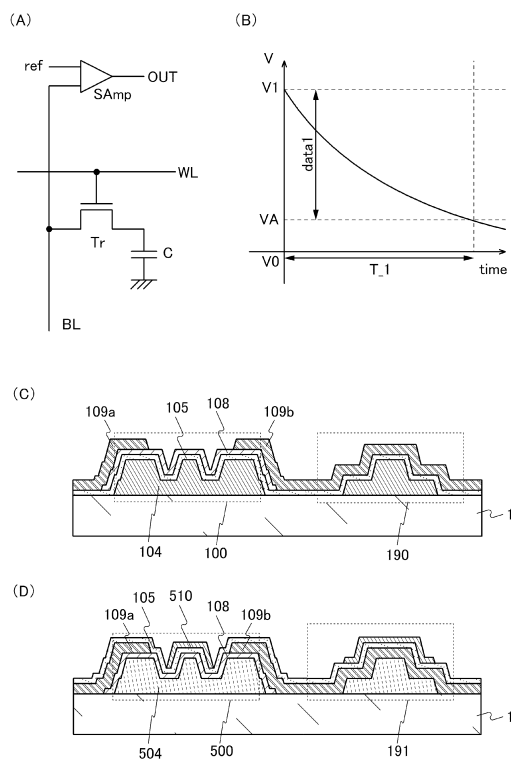 (A)
ref
OUT
SAmp
WL
Tr
C
BL
(B)
V
V1
data1
VA
V0
T_1
time
(C)
109a
105
108
109b
1
104
100
190
(D)
109a
105
510
108
109b
1
504
500
191